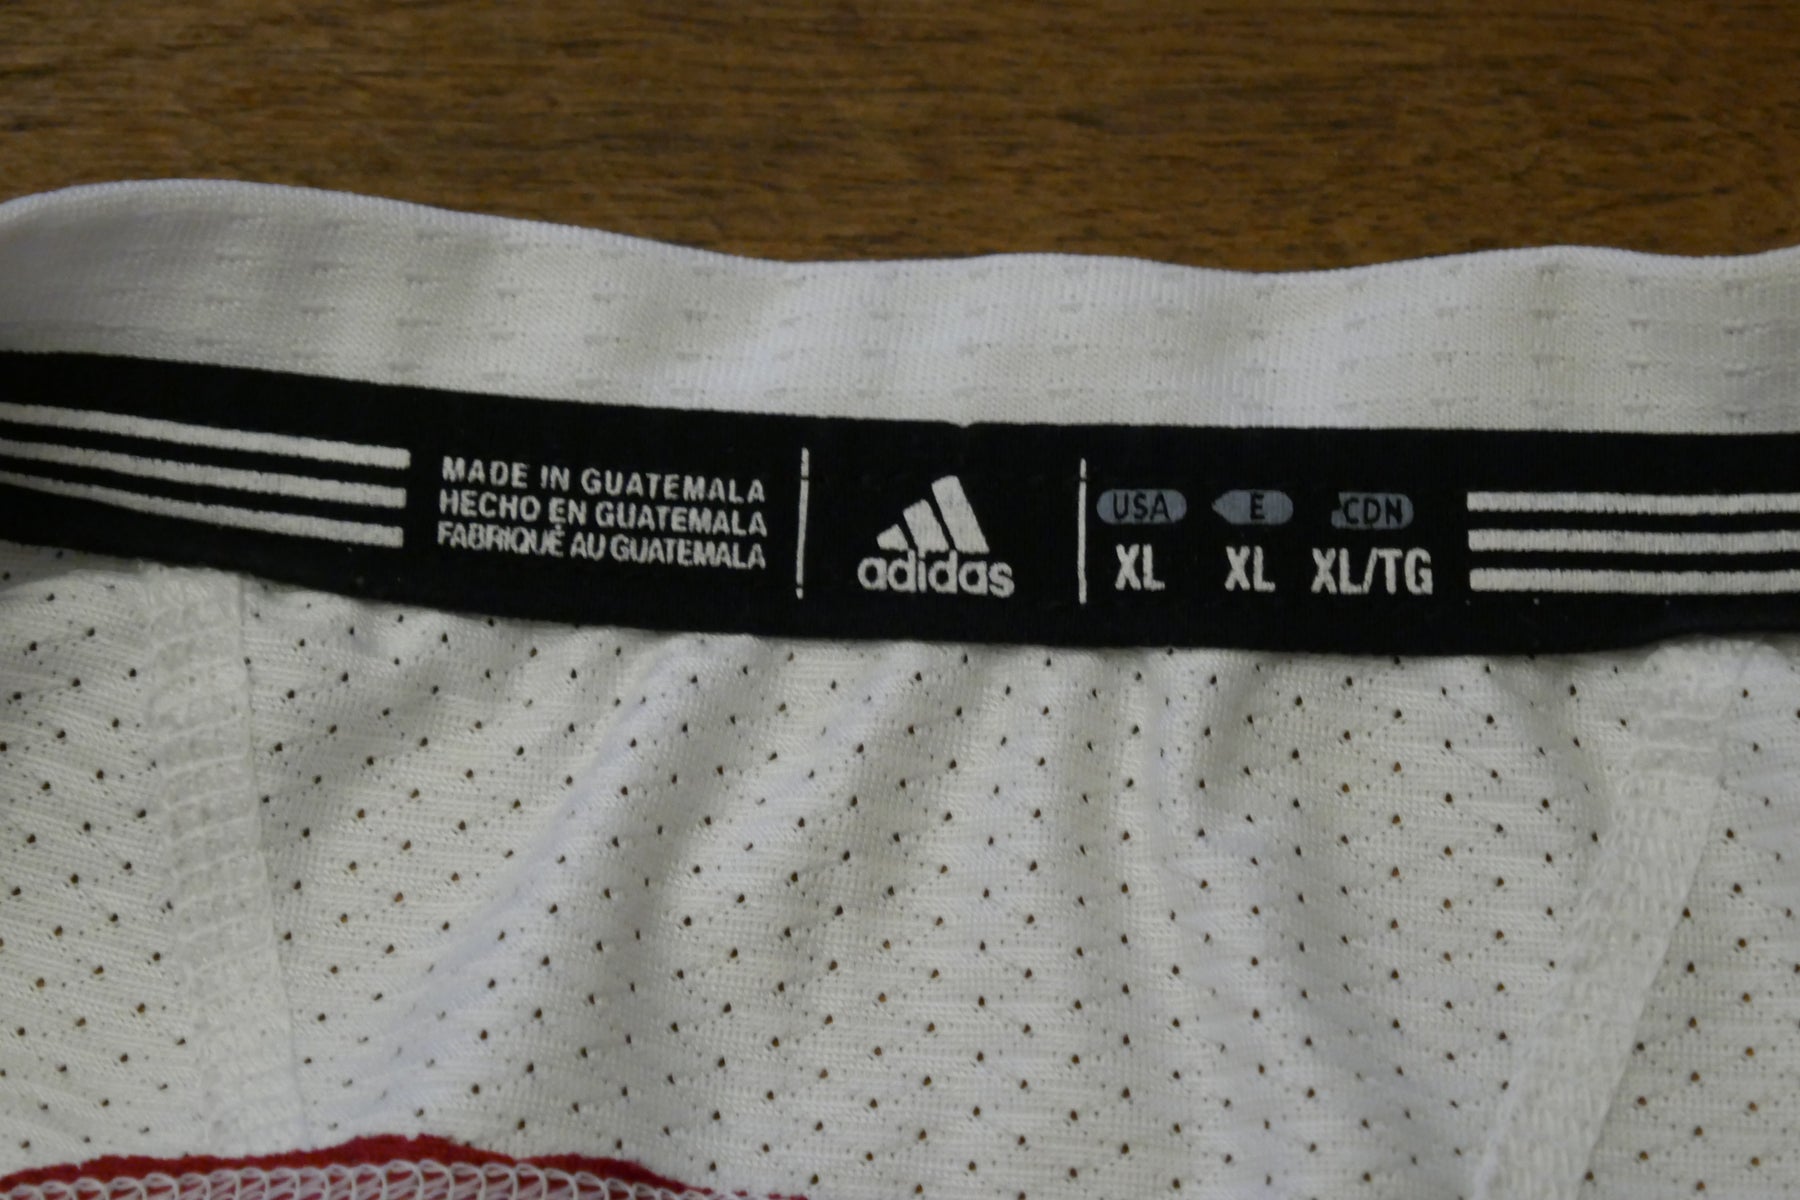 MADE IN GUATEMALA
HECHO EN GUATEMALA
FABRIQUÉ AU GUATEMALA
adidas
USA E CDN
XL XL XL/TG